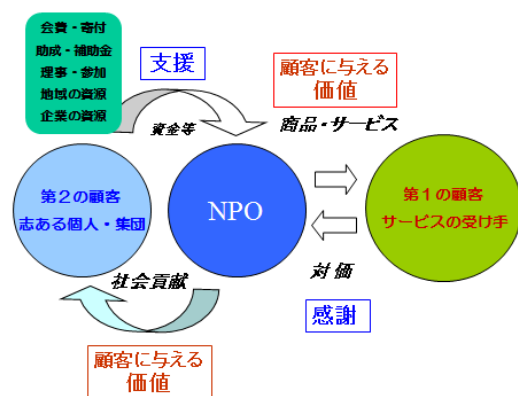 会費・寄付
助成・補助金
理事・参加
地域の資源
企業の資源
支援
顧客に与える
価値
資金等
商品・サービス
第２の顧客
志ある個人・集団
NPO
第１の顧客
サービスの受け手
対価
社会貢献
感謝
顧客に与える
価値